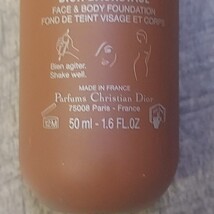 FACE & BODY FOUNDATION
FOND DE TEINT VISAGE ET CORPS
Bien agiter.
Shake well.
MADE IN FRANCE
Parfums Christian Dior
75008 Paris - France
12M
50 ml - 1.6 FL.OZ